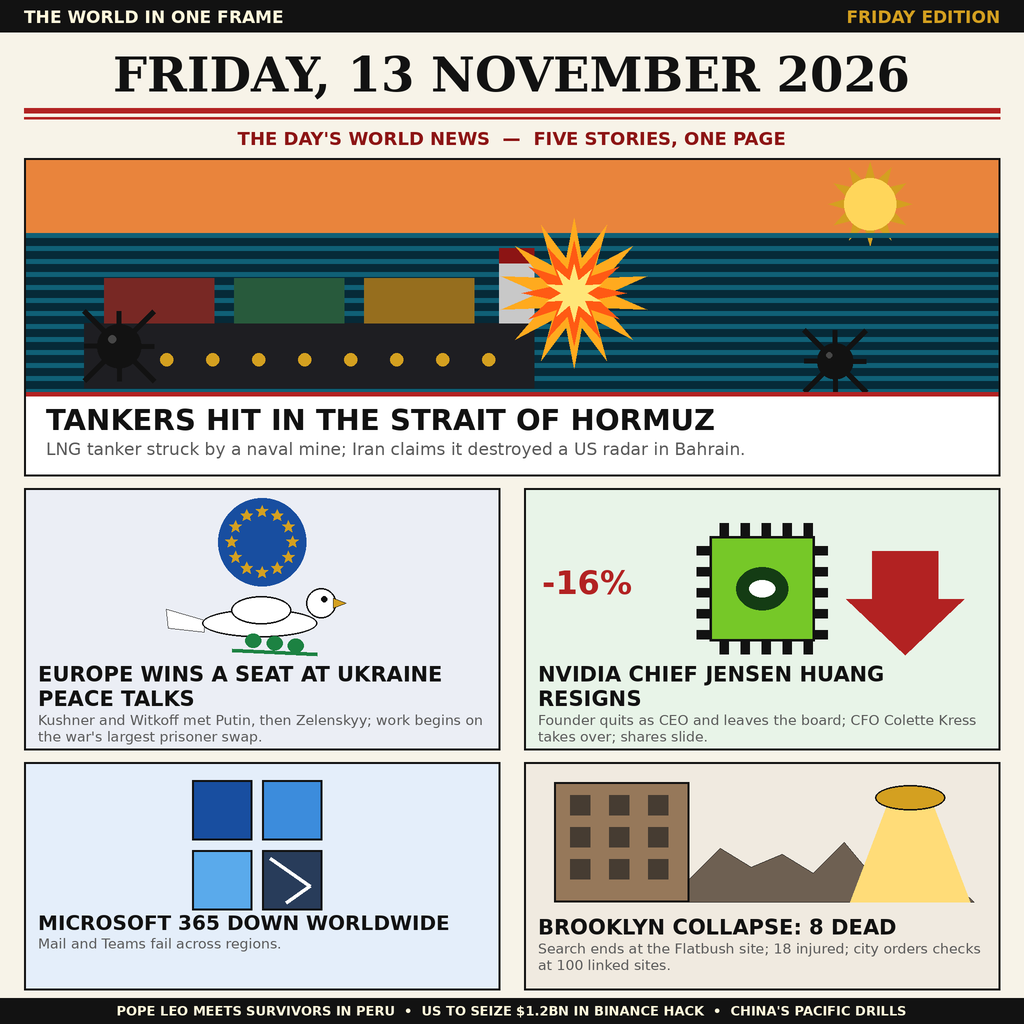 THE WORLD IN ONE FRAME
FRIDAY EDITION
FRIDAY, 13 NOVEMBER 2026
THE DAY'S WORLD NEWS — FIVE STORIES, ONE PAGE
TANKERS HIT IN THE STRAIT OF HORMUZ
LNG tanker struck by a naval mine; Iran claims it destroyed a US radar in Bahrain.
EUROPE WINS A SEAT AT UKRAINE
PEACE TALKS
Kushner and Witkoff met Putin, then Zelenskyy; work begins on
the war's largest prisoner swap.
-16%
NVIDIA CHIEF JENSEN HUANG
RESIGNS
Founder quits as CEO and leaves the board; CFO Colette Kress
takes over; shares slide.
MICROSOFT 365 DOWN WORLDWIDE
Mail and Teams fail across regions.
BROOKLYN COLLAPSE: 8 DEAD
Search ends at the Flatbush site; 18 injured; city orders checks
at 100 linked sites.
POPE LEO MEETS SURVIVORS IN PERU • US TO SEIZE $1.2BN IN BINANCE HACK • CHINA'S PACIFIC DRILLS